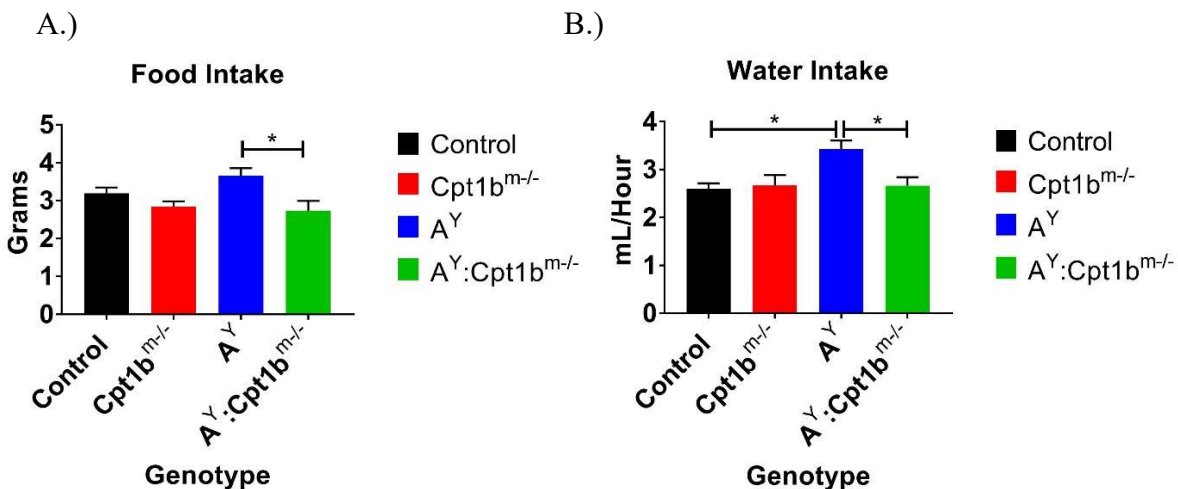 A.)
Food Intake
5
4
3
2
1
0
Grams
*
Control
Cpt1b^m-/-
A^Y
A^Y:Cpt1b^m-/-
Genotype
Control
Cpt1b^m-/-
A^Y
A^Y:Cpt1b^m-/-
B.)
Water Intake
4
3
2
1
0
mL/Hour
*
*
Control
Cpt1b^m-/-
A^Y
A^Y:Cpt1b^m-/-
Genotype
Control
Cpt1b^m-/-
A^Y
A^Y:Cpt1b^m-/-